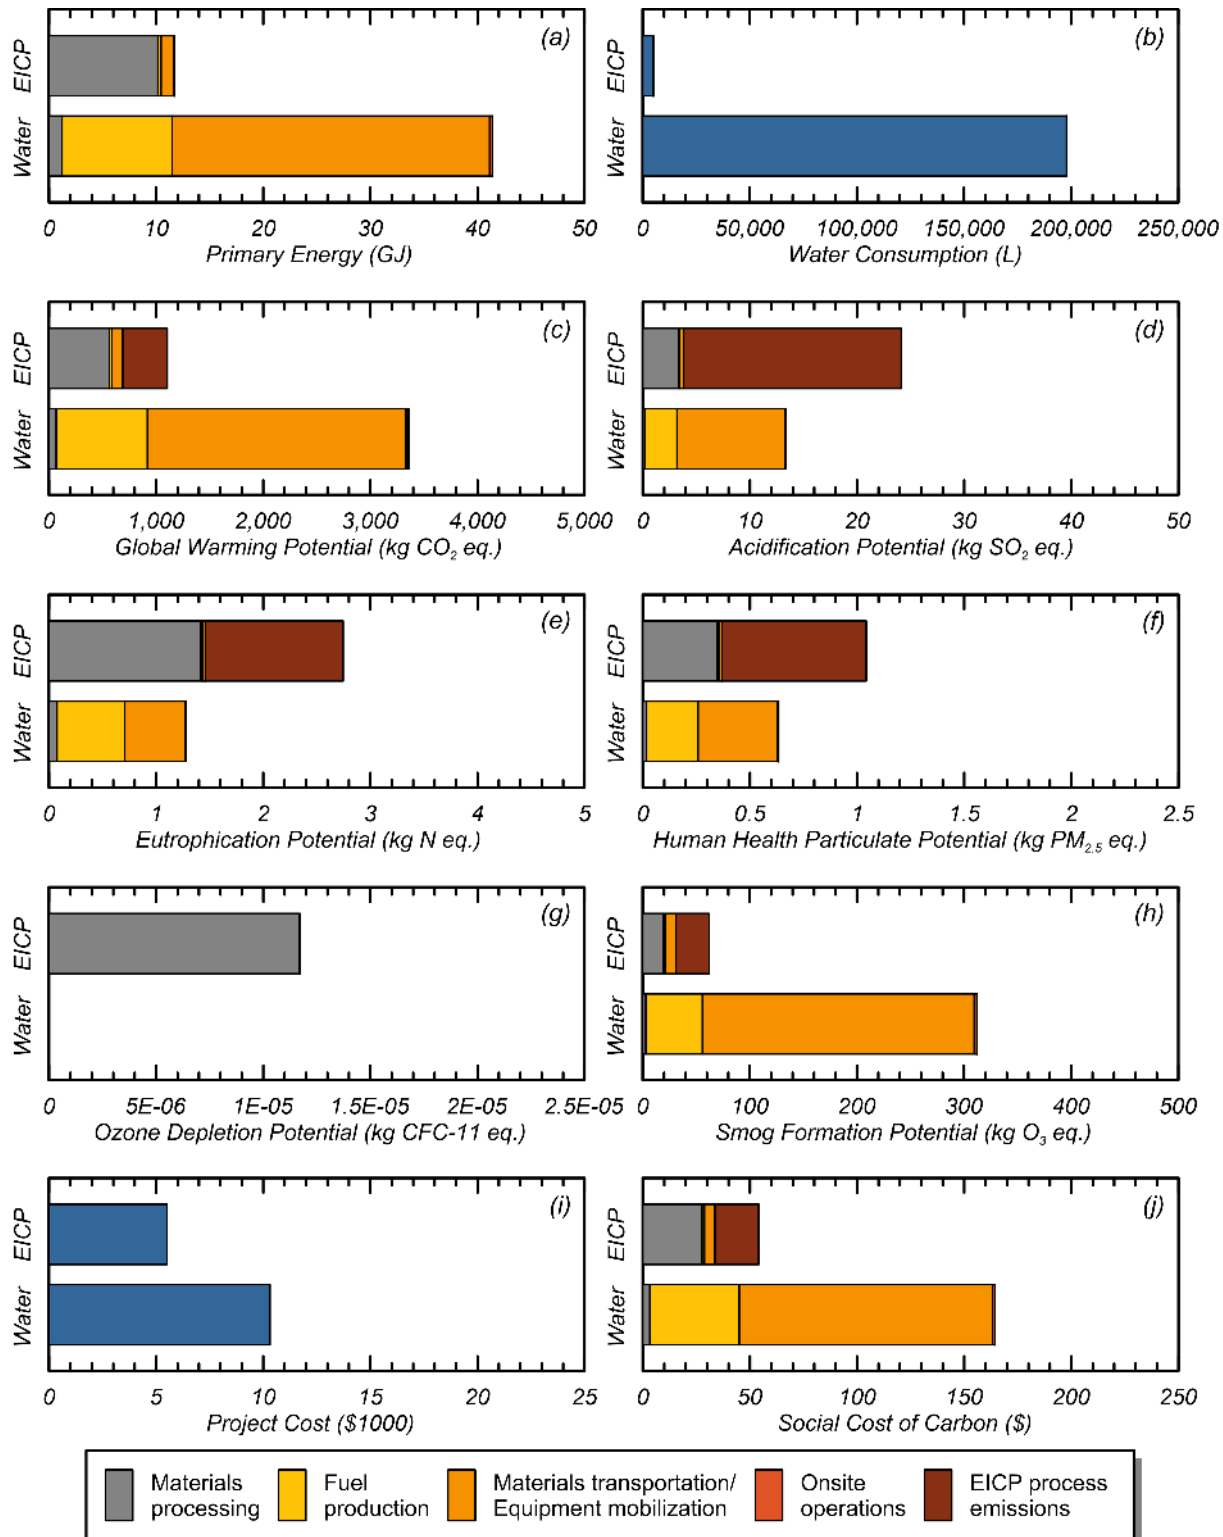 (a)
EICP
Water
0 10 20 30 40 50
Primary Energy (GJ)
(b)
EICP
Water
0 50,000 100,000 150,000 200,000 250,000
Water Consumption (L)
(c)
EICP
Water
0 1,000 2,000 3,000 4,000 5,000
Global Warming Potential (kg CO₂ eq.)
(d)
EICP
Water
0 10 20 30 40 50
Acidification Potential (kg SO₂ eq.)
(e)
EICP
Water
0 1 2 3 4 5
Eutrophication Potential (kg N eq.)
(f)
EICP
Water
0 0.5 1 1.5 2 2.5
Human Health Particulate Potential (kg PM₂.₅ eq.)
(g)
EICP
Water
0 5E-06 1E-05 1.5E-05 2E-05 2.5E-05
Ozone Depletion Potential (kg CFC-11 eq.)
(h)
EICP
Water
0 100 200 300 400 500
Smog Formation Potential (kg O₃ eq.)
(i)
EICP
Water
0 5 10 15 20 25
Project Cost ($1000)
(j)
EICP
Water
0 50 100 150 200 250
Social Cost of Carbon ($)
Materials
processing
Fuel
production
Materials transportation/
Equipment mobilization
Onsite
operations
EICP process
emissions